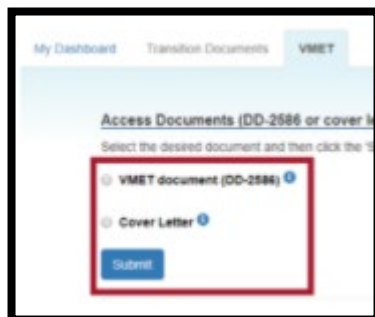 My Dashboard Transition Documents VMET
Access Documents (DD-2586 or cover le
Select the desired document and then click the 'S
VMET document (DD-2586)
Cover Letter
Submit